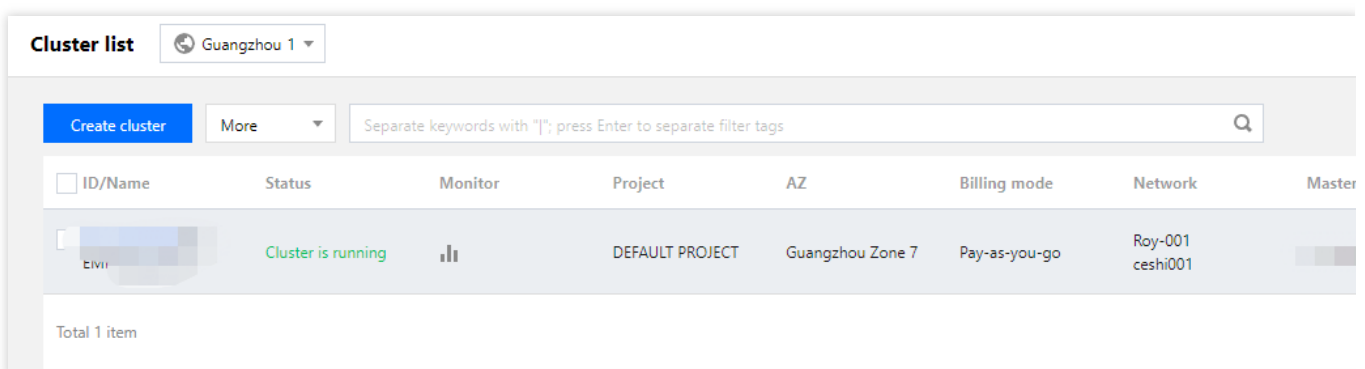 Cluster list
Guangzhou 1
Create cluster
More
Separate keywords with "|"; press Enter to separate filter tags
ID/Name Status Monitor Project AZ Billing mode Network Master
Cluster is running DEFAULT PROJECT Guangzhou Zone 7 Pay-as-you-go Roy-001
ceshi001
Total 1 item